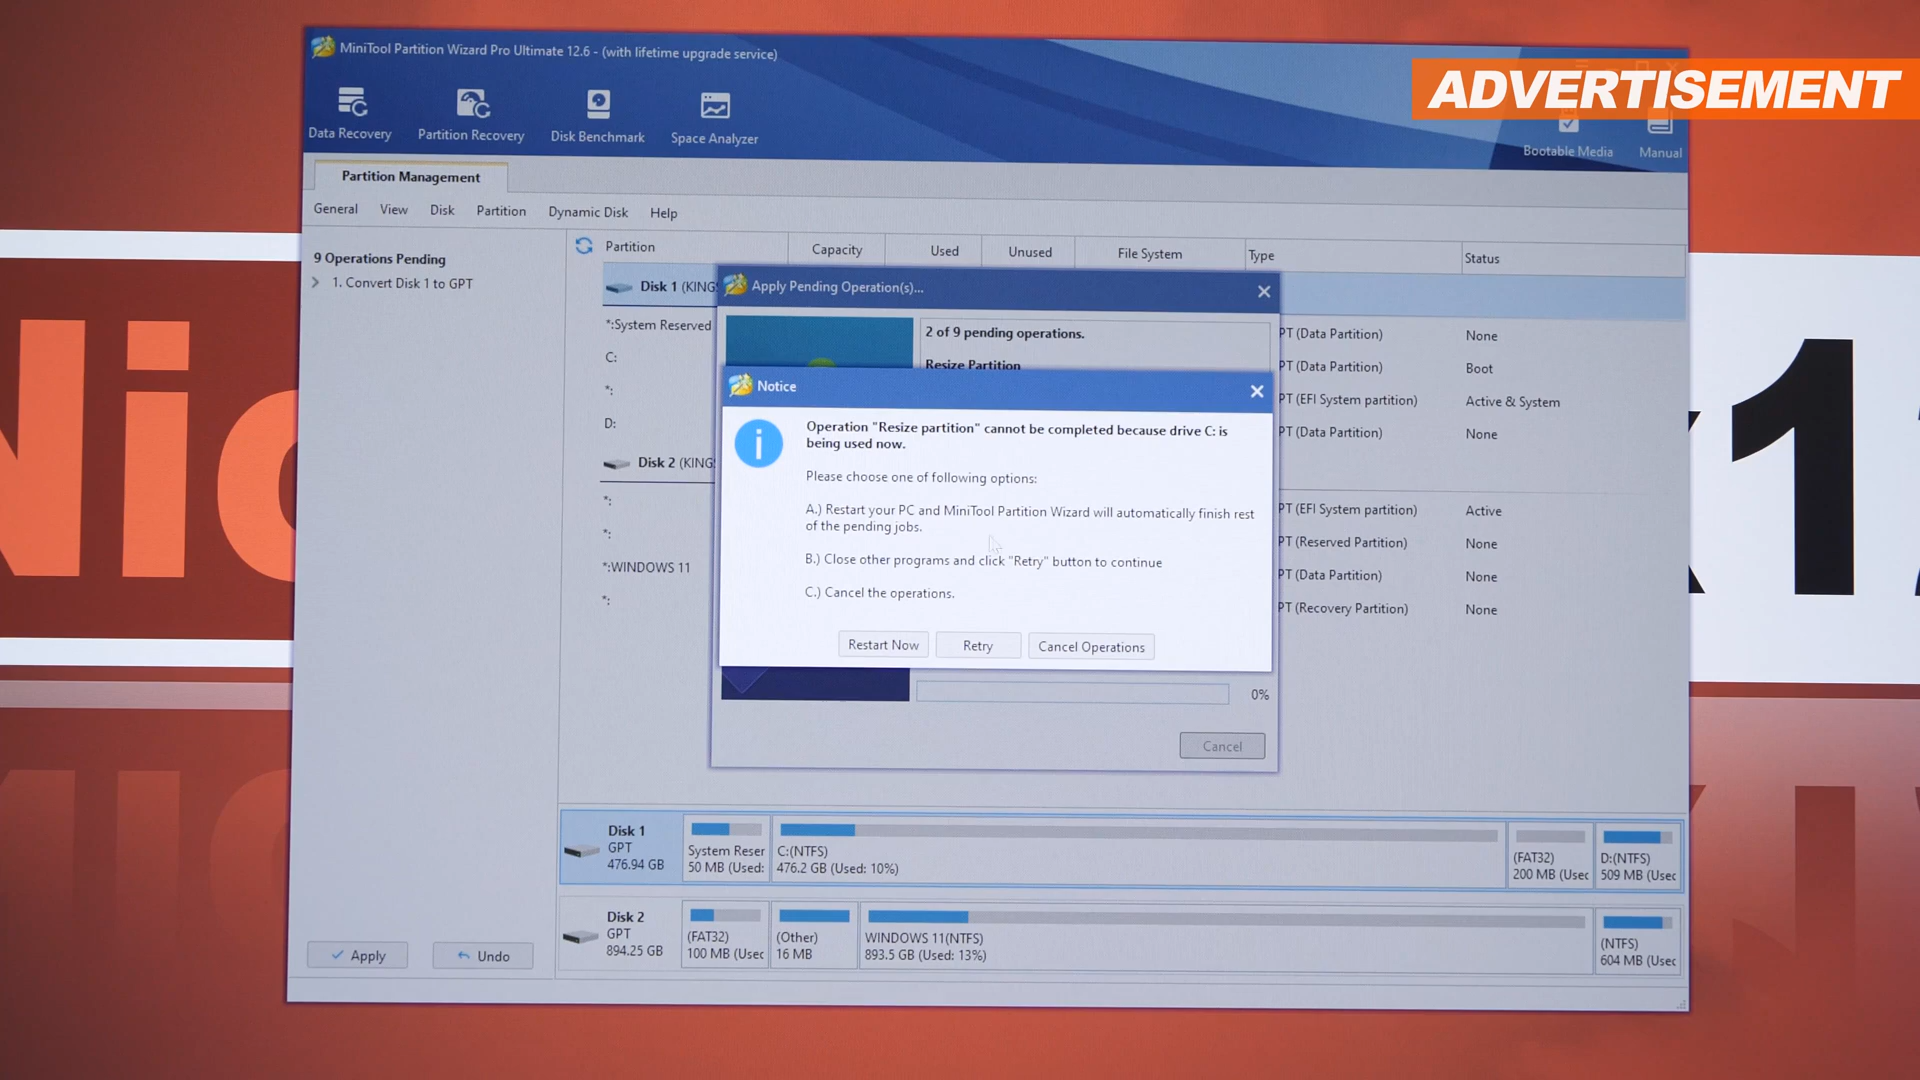 MiniTool Partition Wizard Pro Ultimate 12.6 - (with lifetime upgrade service)
ADVERTISEMENT
Data Recovery
Partition Recovery
Disk Benchmark
Space Analyzer
Bootable Media
Manual
Partition Management
General View Disk Partition Dynamic Disk Help
9 Operations Pending
1. Convert Disk 1 to GPT
Partition Capacity Used Unused File System Type Status
Disk 1 (KING
*:System Reserved PT (Data Partition) None
C: PT (Data Partition) Boot
*: PT (EFI System partition) Active & System
D: PT (Data Partition) None
Disk 2 (KING
*: PT (EFI System partition) Active
*: PT (Reserved Partition) None
*:WINDOWS 11 PT (Data Partition) None
*: PT (Recovery Partition) None
Apply Pending Operation(s)...
2 of 9 pending operations.
Resize Partition
Notice
Operation "Resize partition" cannot be completed because drive C: is
being used now.
Please choose one of following options:
A.) Restart your PC and MiniTool Partition Wizard will automatically finish rest
of the pending jobs.
B.) Close other programs and click "Retry" button to continue
C.) Cancel the operations.
Restart Now Retry Cancel Operations
0%
Cancel
Disk 1
GPT
476.94 GB
System Reser
50 MB (Used:
C:(NTFS)
476.2 GB (Used: 10%)
(FAT32)
200 MB (Usec
D:(NTFS)
509 MB (Usec
Disk 2
GPT
894.25 GB
(FAT32)
100 MB (Usec
(Other)
16 MB
WINDOWS 11(NTFS)
893.5 GB (Used: 13%)
(NTFS)
604 MB (Usec
Apply Undo